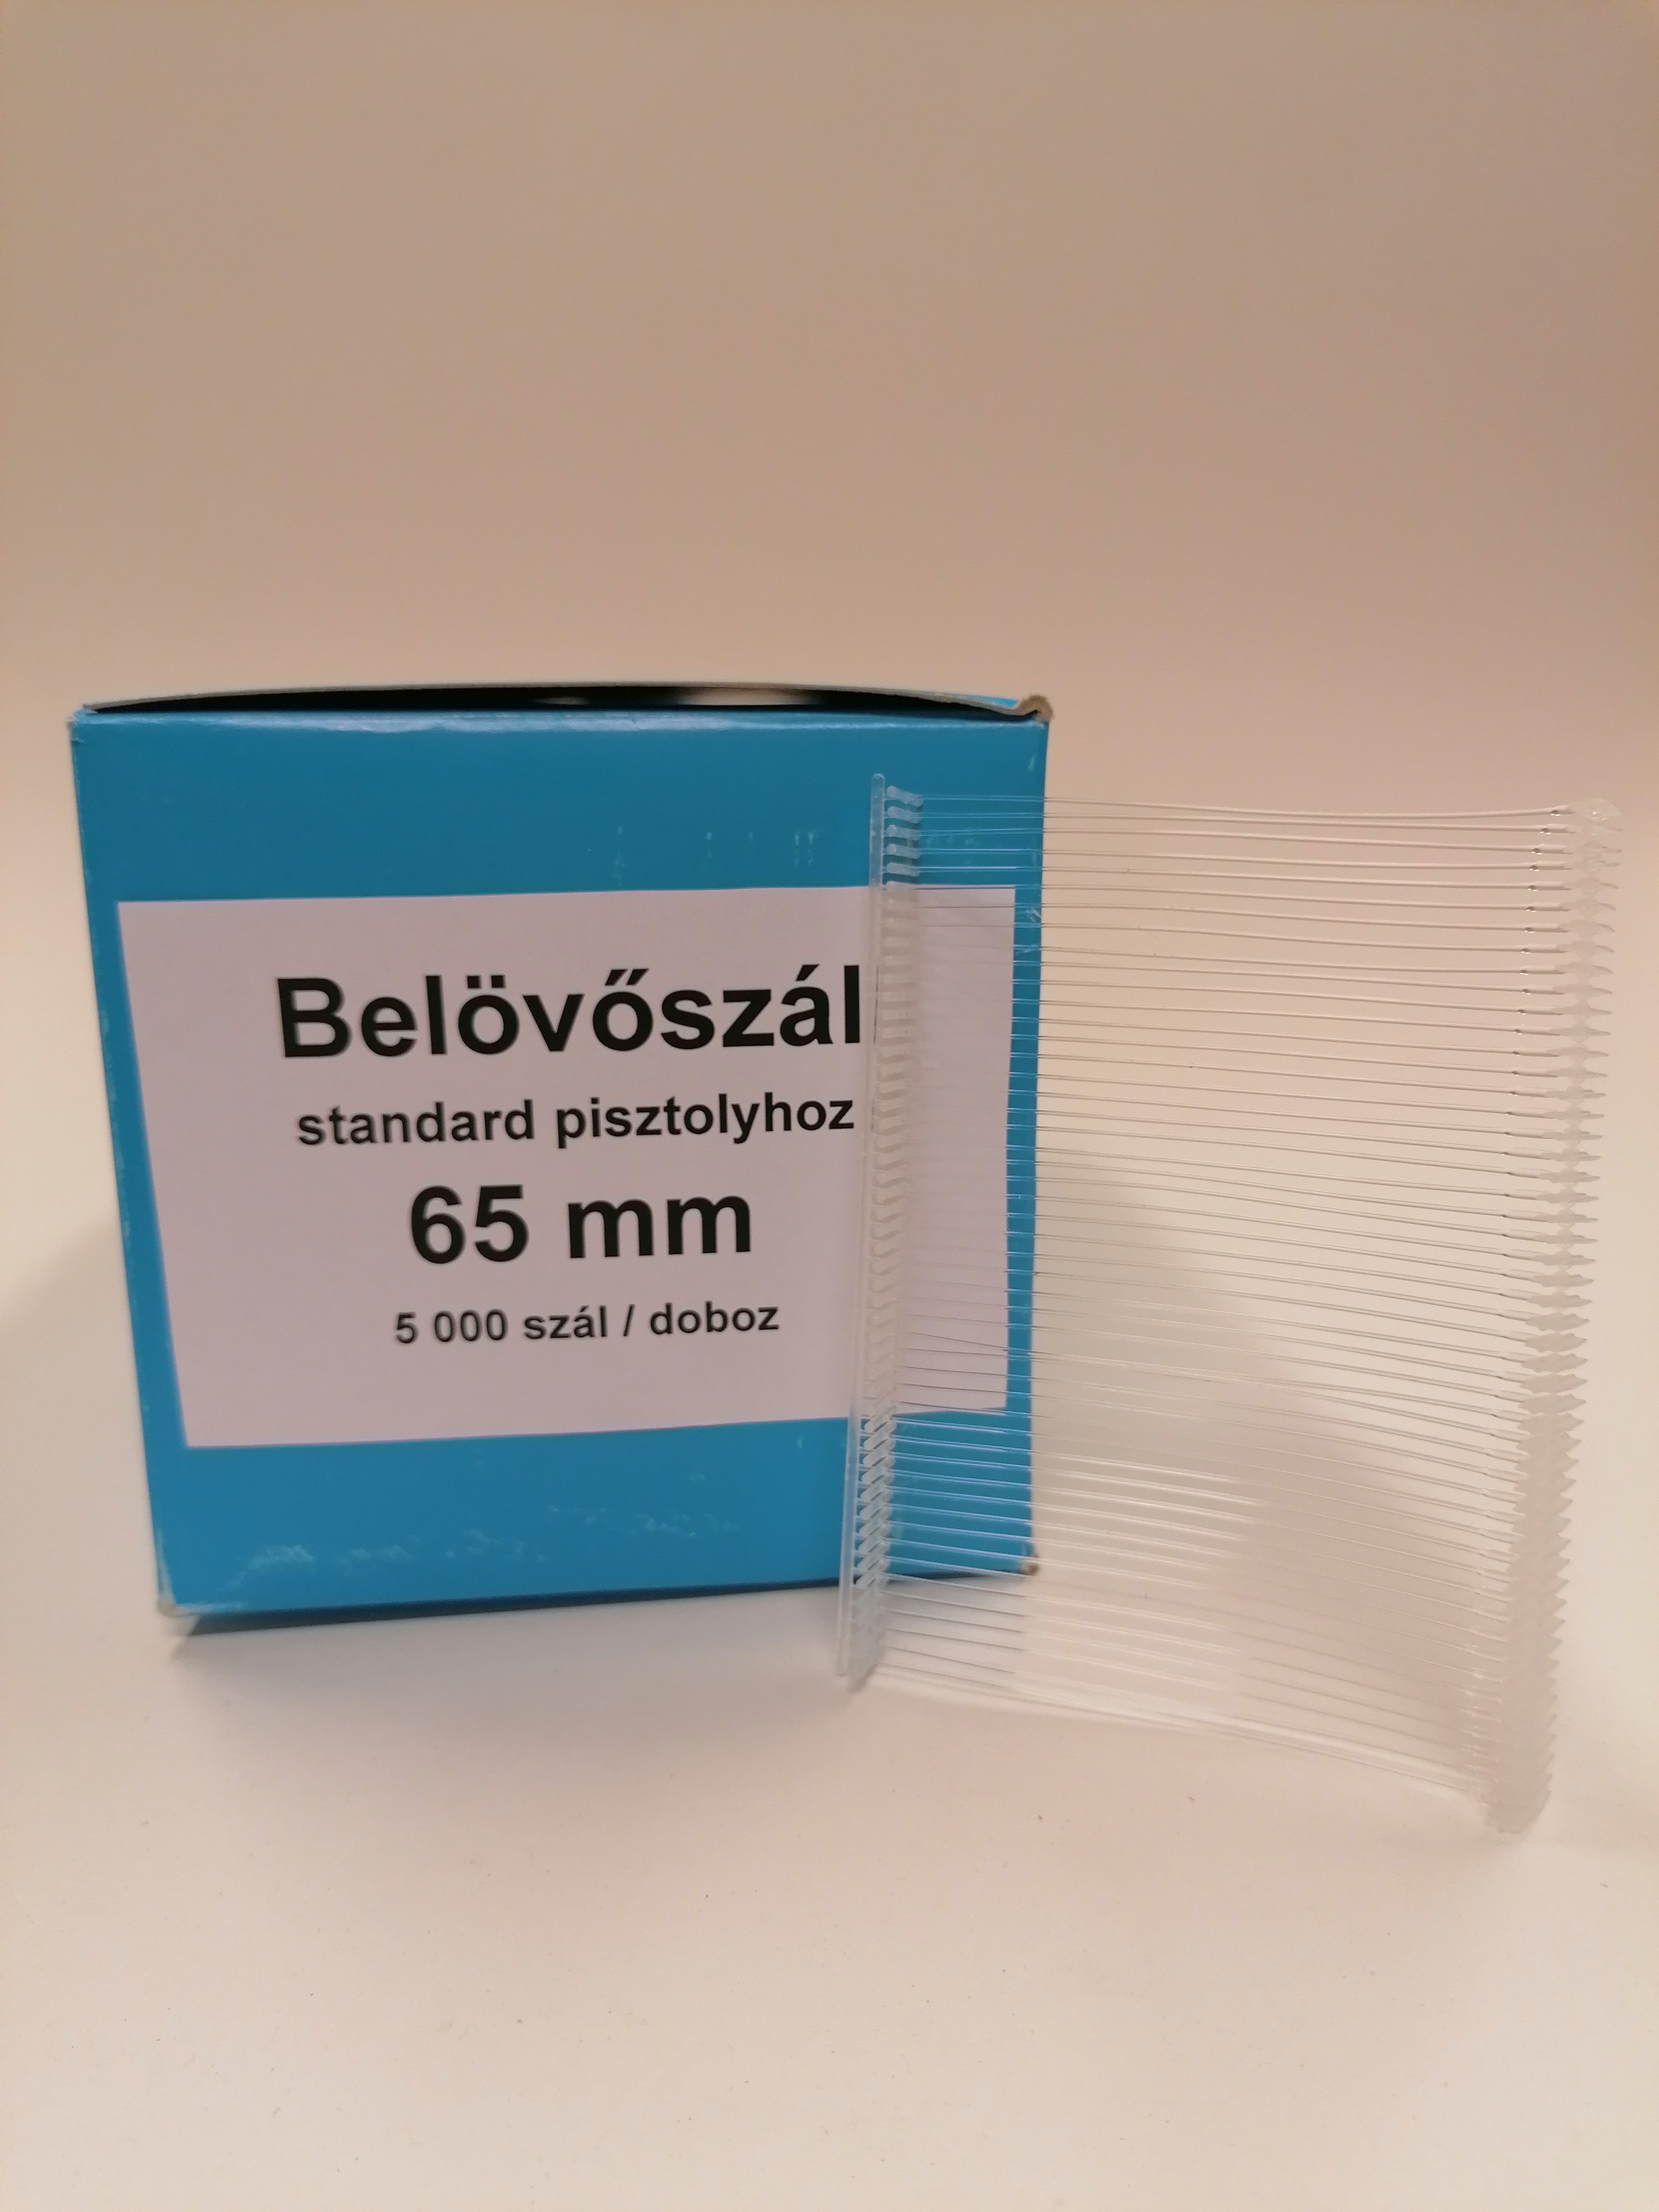 Belövőszál
standard pisztolyhoz
65 mm
5 000 szál / doboz